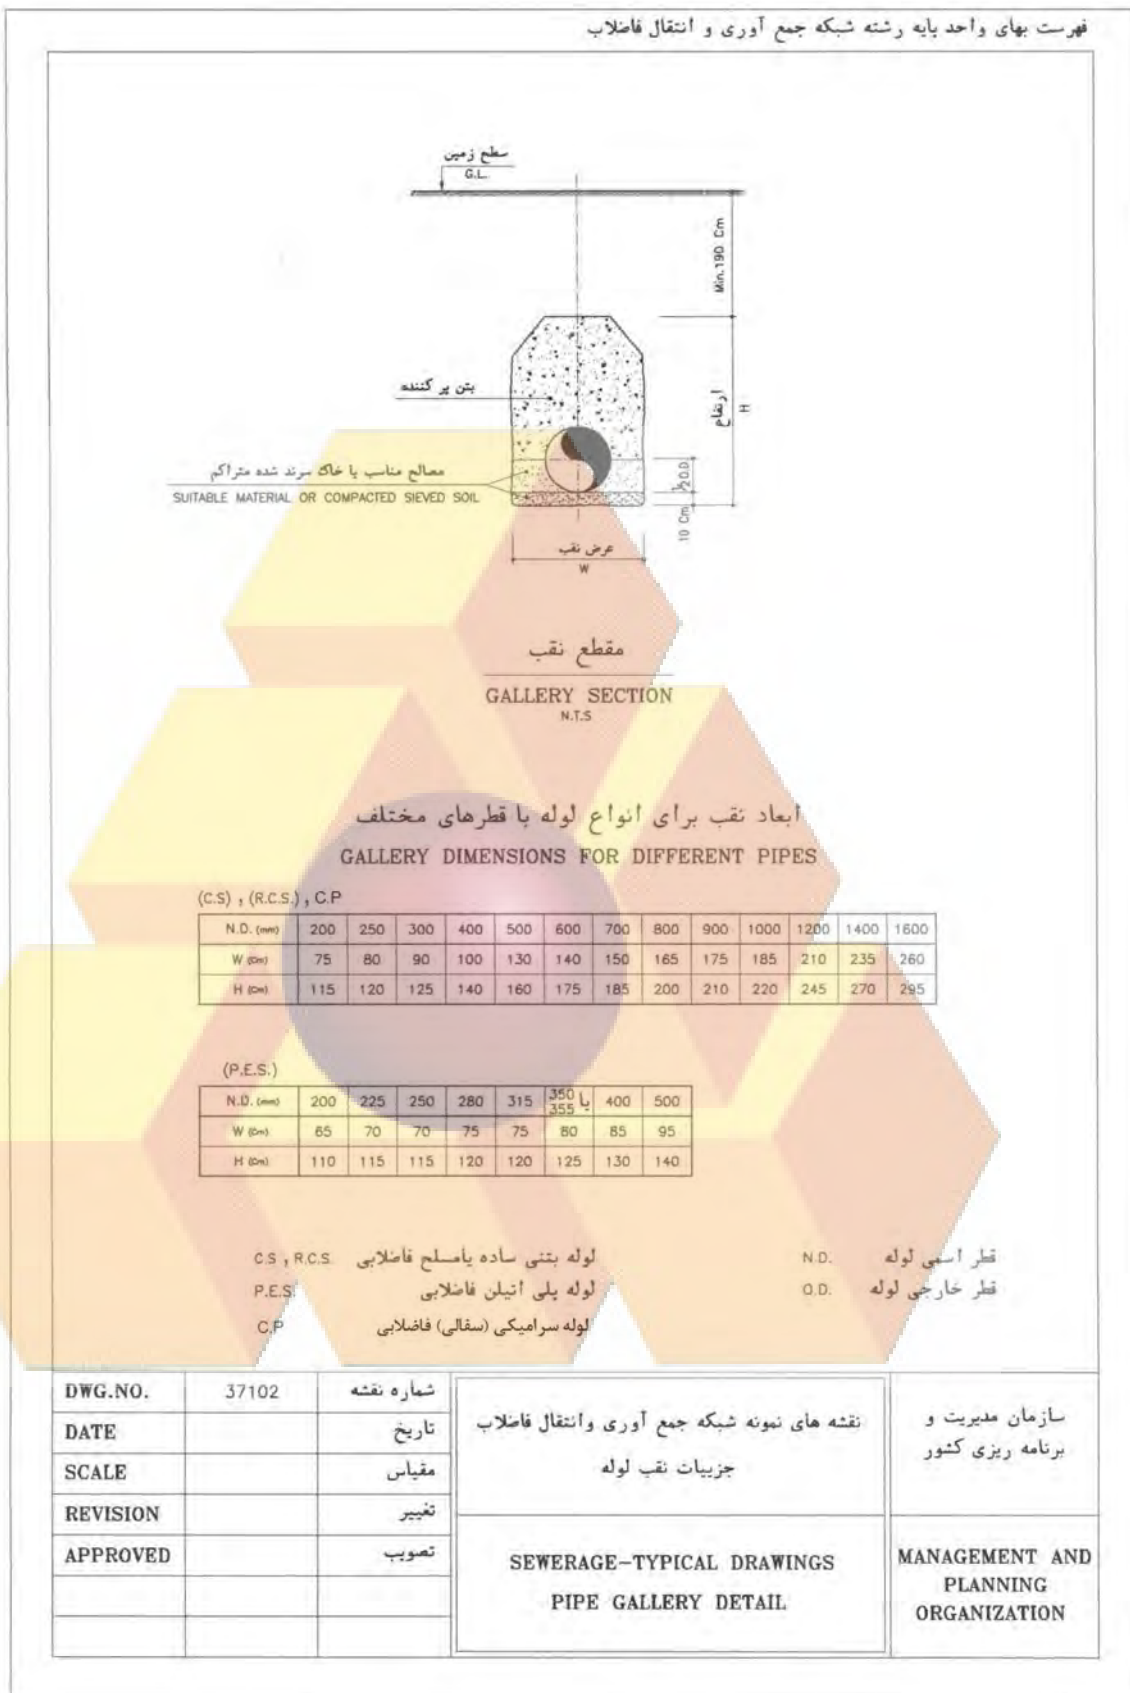 فهرست بهای واحد پایه رشته شبکه جمع آوری و انتقال فاضلاب
سطح زمین
G.L.
Min.190 Cm
بتن پر کننده
ارتفاع
H
مصالح مناسب یا خاک سرند شده متراکم
SUITABLE MATERIAL OR COMPACTED SIEVED SOIL
1/2 O.D.
10 Cm
عرض نقب
W
مقطع نقب
GALLERY SECTION
N.T.S
ابعاد نقب برای انواع لوله با قطرهای مختلف
GALLERY DIMENSIONS FOR DIFFERENT PIPES
(C.S) , (R.C.S.) , C.P
N.D. (mm) 200 250 300 400 500 600 700 800 900 1000 1200 1400 1600
W (Cm) 75 80 90 100 130 140 150 165 175 185 210 235 260
H (Cm) 115 120 125 140 160 175 185 200 210 220 245 270 295
(P.E.S.)
N.D. (mm) 200 225 250 280 315 350 یا 355 400 500
W (Cm) 65 70 70 75 75 80 85 95
H (Cm) 110 115 115 120 120 125 130 140
قطر اسمی لوله N.D. لوله بتنی ساده یامسلح فاضلابی C.S , R.C.S.
قطر خارجی لوله O.D. لوله پلی اتیلن فاضلابی P.E.S.
لوله سرامیکی (سفالی) فاضلابی C.P
DWG.NO. 37102 شماره نقشه
DATE تاریخ
SCALE مقیاس
REVISION تغییر
APPROVED تصویب
نقشه های نمونه شبکه جمع آوری وانتقال فاضلاب
جزییات نقب لوله
SEWERAGE-TYPICAL DRAWINGS
PIPE GALLERY DETAIL
سازمان مدیریت و
برنامه ریزی کشور
MANAGEMENT AND
PLANNING
ORGANIZATION